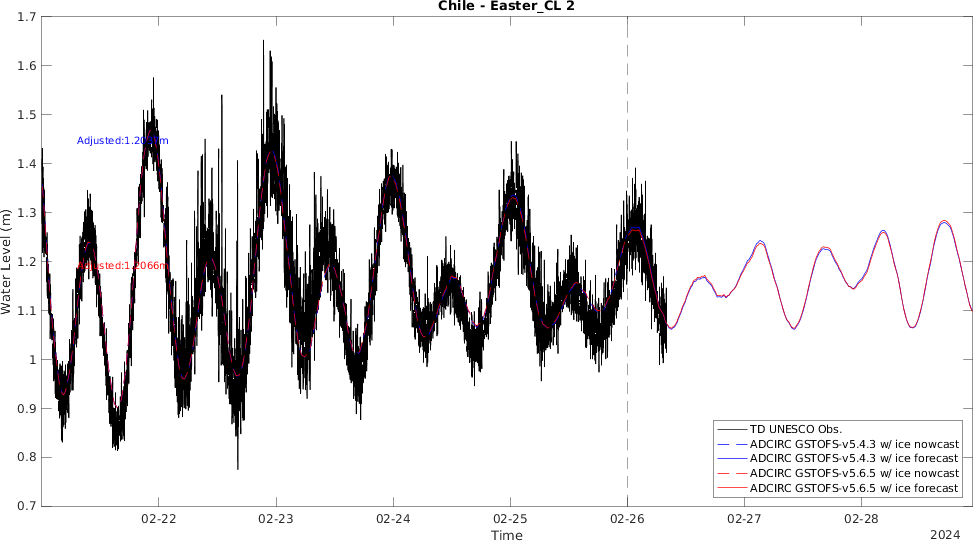 Chile - Easter_CL 2
Water Level (m)
1.7
1.6
1.5
1.4
1.3
1.2
1.1
1
0.9
0.8
0.7
Adjusted:1.2066m
02-22
02-23
02-24
02-25
02-26
02-27
02-28
Time
2024
TD UNESCO Obs.
ADCIRC GSTOFS-v5.4.3 w/ ice nowcast
ADCIRC GSTOFS-v5.4.3 w/ ice forecast
ADCIRC GSTOFS-v5.6.5 w/ ice nowcast
ADCIRC GSTOFS-v5.6.5 w/ ice forecast